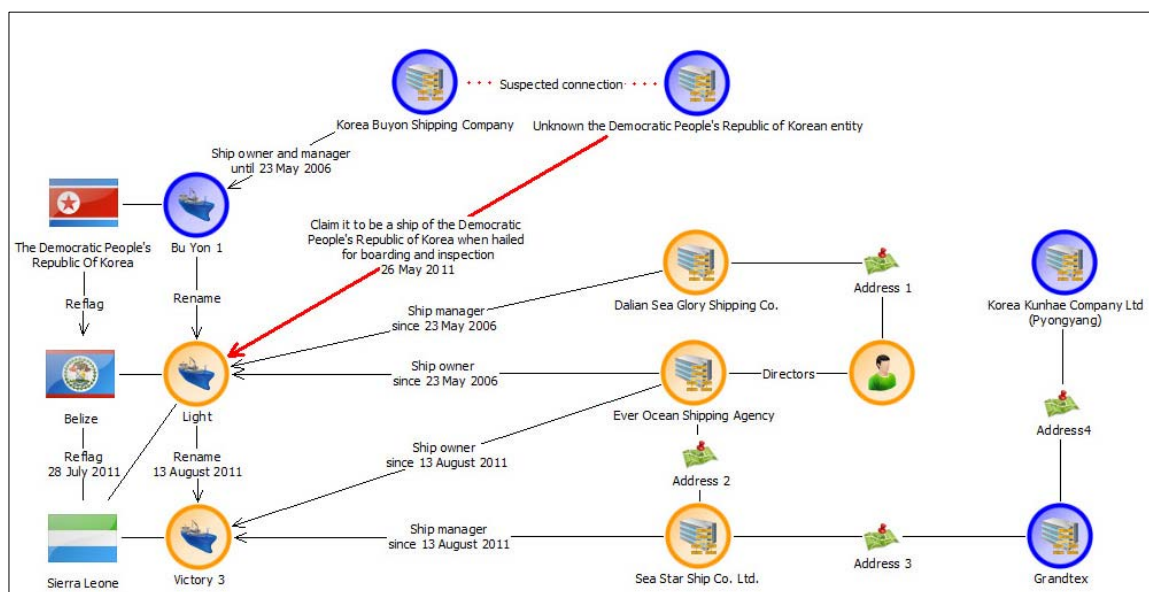 Suspected connection
Korea Buyon Shipping Company
Unknown the Democratic People's Republic of Korean entity
Ship owner and manager
until 23 May 2006
The Democratic People's
Republic Of Korea
Bu Yon 1
Claim it to be a ship of the Democratic
People's Republic of Korea when hailed
for boarding and inspection
26 May 2011
Reflag
Rename
Dalian Sea Glory Shipping Co.
Address 1
Korea Kunhae Company Ltd
(Pyongyang)
Ship manager
since 23 May 2006
Ship owner
since 23 May 2006
Directors
Belize
Light
Ever Ocean Shipping Agency
Address4
Reflag
28 July 2011
Rename
13 August 2011
Ship owner
since 13 August 2011
Address 2
Ship manager
since 13 August 2011
Address 3
Sierra Leone
Victory 3
Sea Star Ship Co. Ltd.
Grandtex